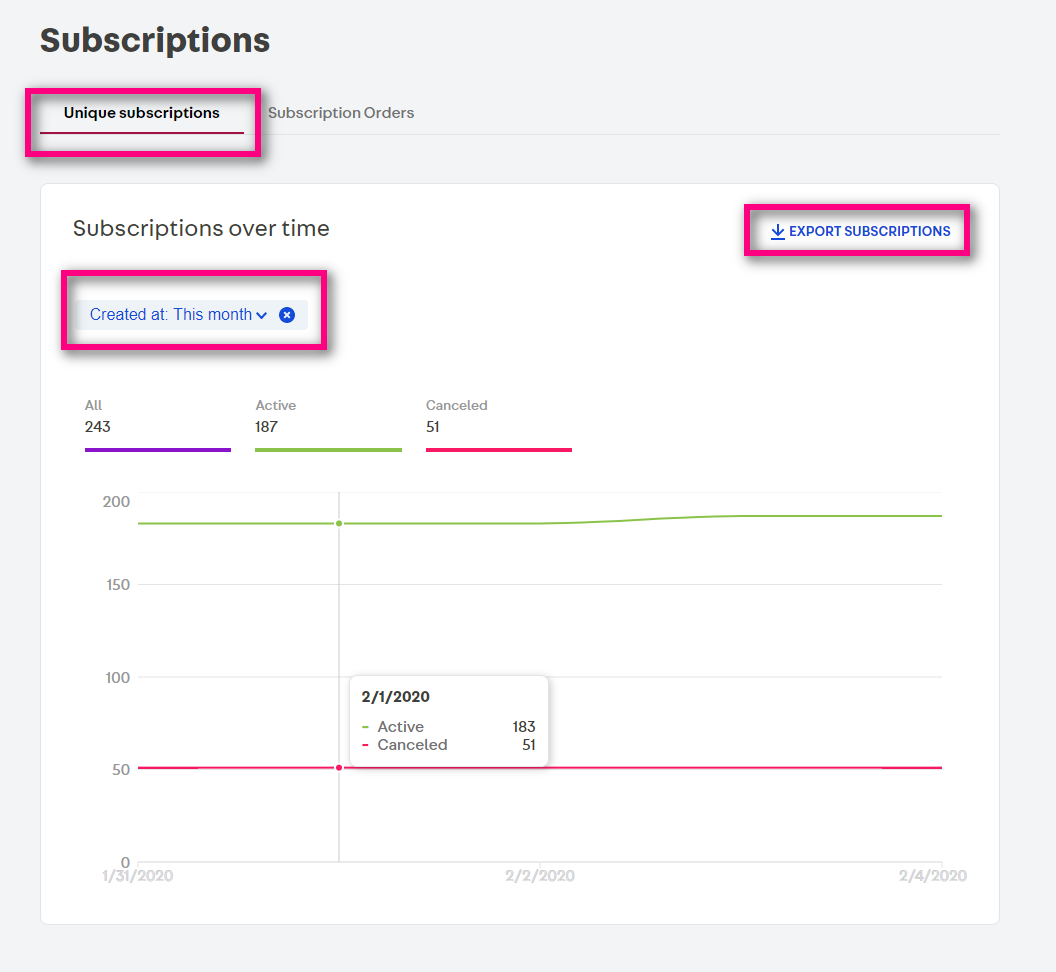 Subscriptions
Unique subscriptions Subscription Orders
Subscriptions over time
EXPORT SUBSCRIPTIONS
Created at: This month
All Active Canceled
243 187 51
200
150
100
2/1/2020
- Active 183
- Canceled 51
50
0
1/31/2020 2/2/2020 2/4/2020